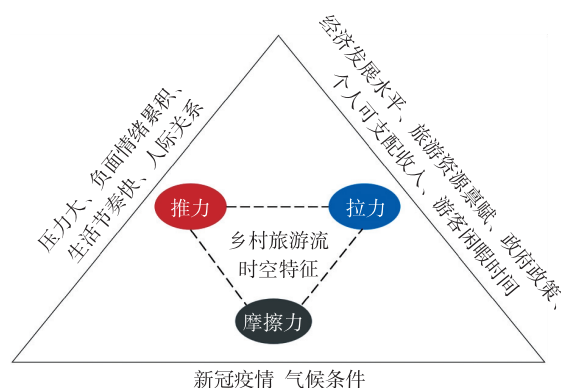 压力大、负面情绪累积、
生活节奏快、人际关系
经济发展水平、旅游资源禀赋、政府政策、
个人可支配收入、游客闲暇时间
推力
拉力
乡村旅游流
时空特征
摩擦力
新冠疫情 气候条件